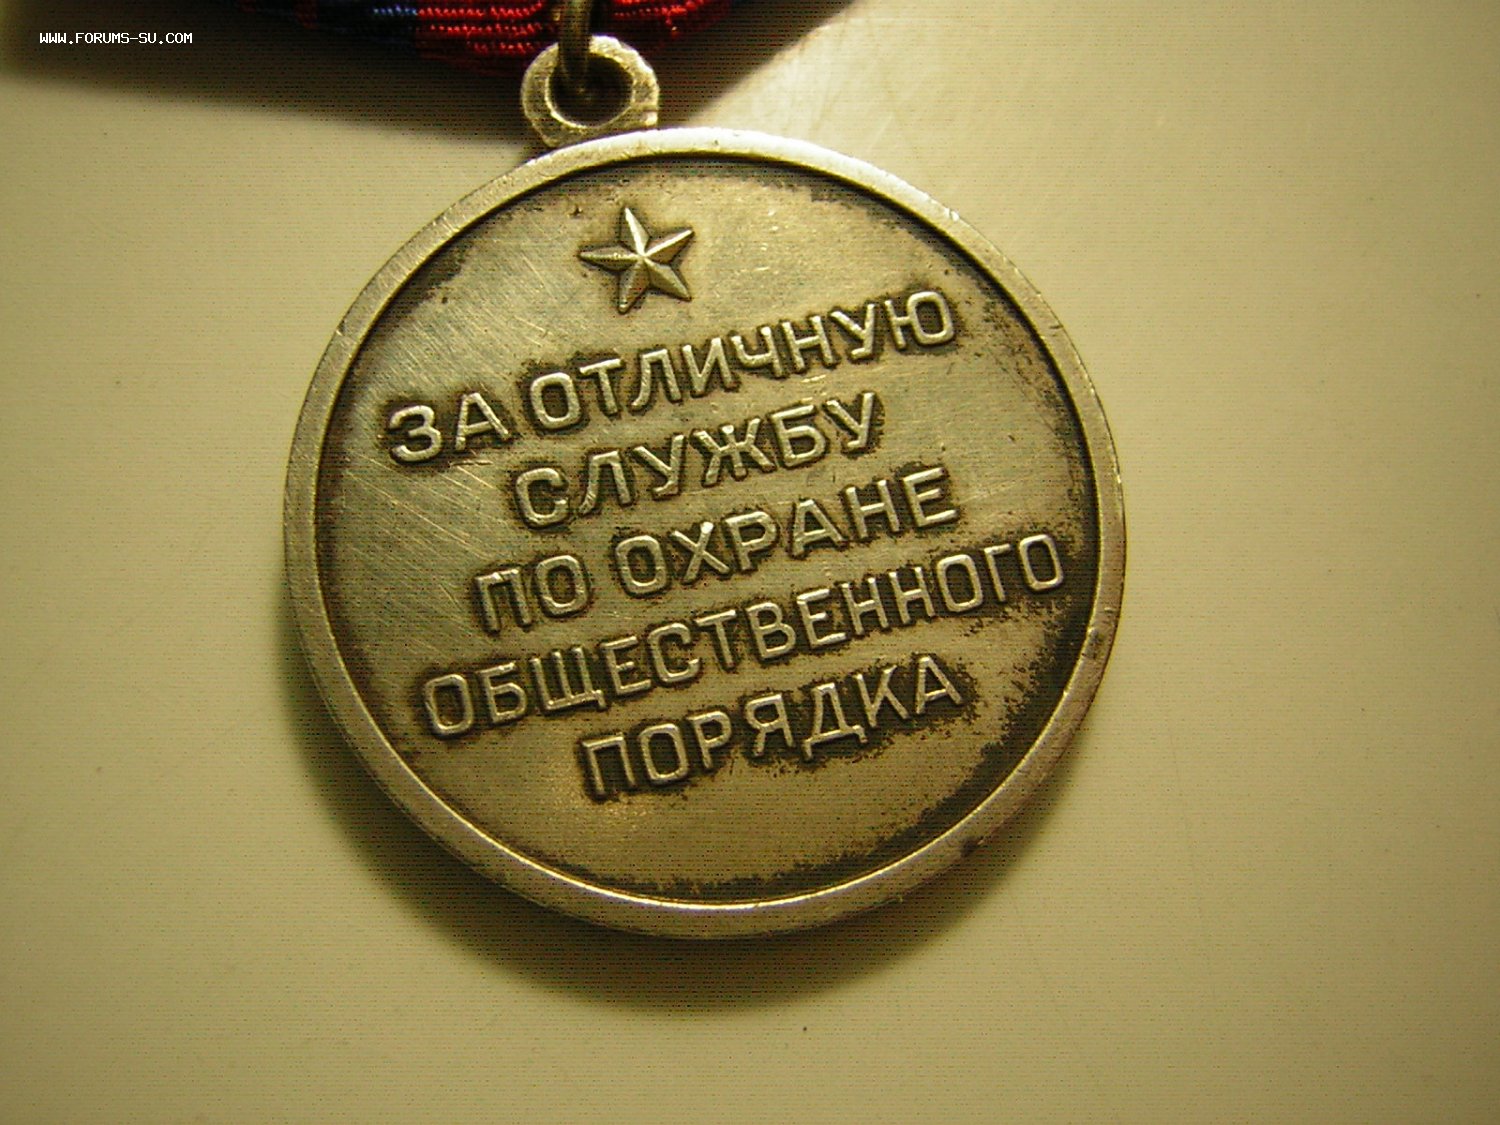 WWW.FORUMS-SU.COM
ЗА ОТЛИЧНУЮ
СЛУЖБУ
ПО ОХРАНЕ
ОБЩЕСТВЕННОГО
ПОРЯДКА